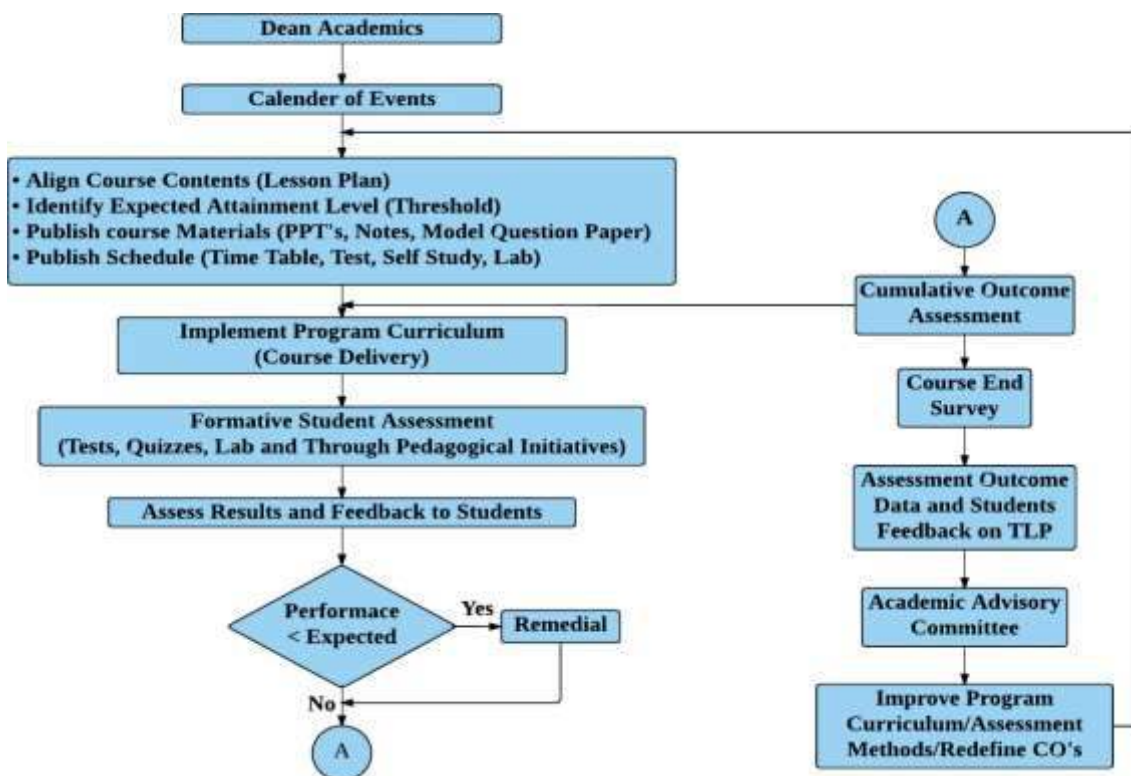 Dean Academics
Calender of Events
• Align Course Contents (Lesson Plan)
• Identify Expected Attainment Level (Threshold)
• Publish course Materials (PPT's, Notes, Model Question Paper)
• Publish Schedule (Time Table, Test, Self Study, Lab)
Implement Program Curriculum
(Course Delivery)
Formative Student Assessment
(Tests, Quizzes, Lab and Through Pedagogical Initiatives)
Assess Results and Feedback to Students
Performace
< Expected
Yes
Remedial
No
A
A
Cumulative Outcome
Assessment
Course End
Survey
Assessment Outcome
Data and Students
Feedback on TLP
Academic Advisory
Committee
Improve Program
Curriculum/Assessment
Methods/Redefine CO's